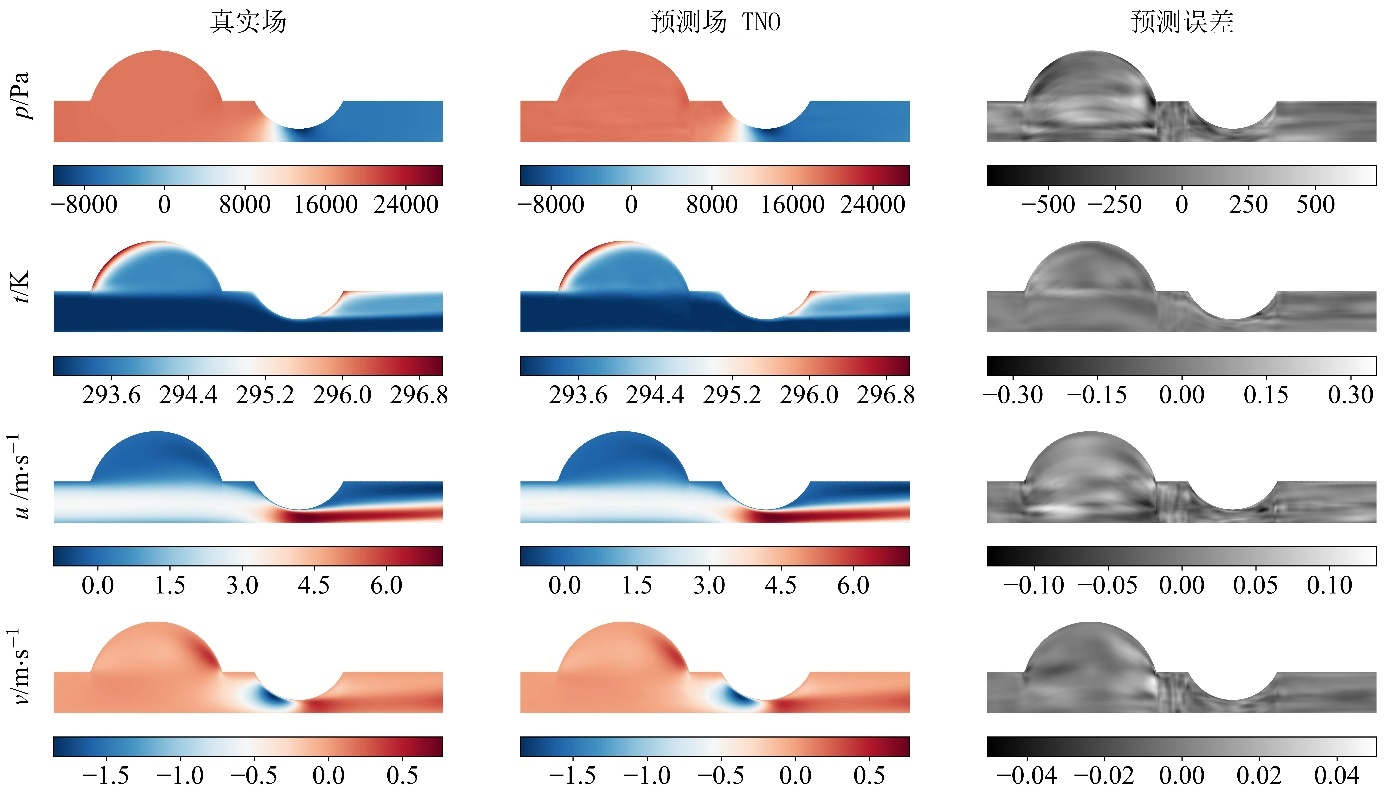 真实场 预测场 TNO 预测误差
p/Pa
−8000 0 8000 16000 24000 −8000 0 8000 16000 24000 −500 −250 0 250 500
t/K
293.6 294.4 295.2 296.0 296.8 293.6 294.4 295.2 296.0 296.8 −0.30 −0.15 0.00 0.15 0.30
u /m·s−1
0.0 1.5 3.0 4.5 6.0 0.0 1.5 3.0 4.5 6.0 −0.10 −0.05 0.00 0.05 0.10
v/m·s−1
−1.5 −1.0 −0.5 0.0 0.5 −1.5 −1.0 −0.5 0.0 0.5 −0.04 −0.02 0.00 0.02 0.04